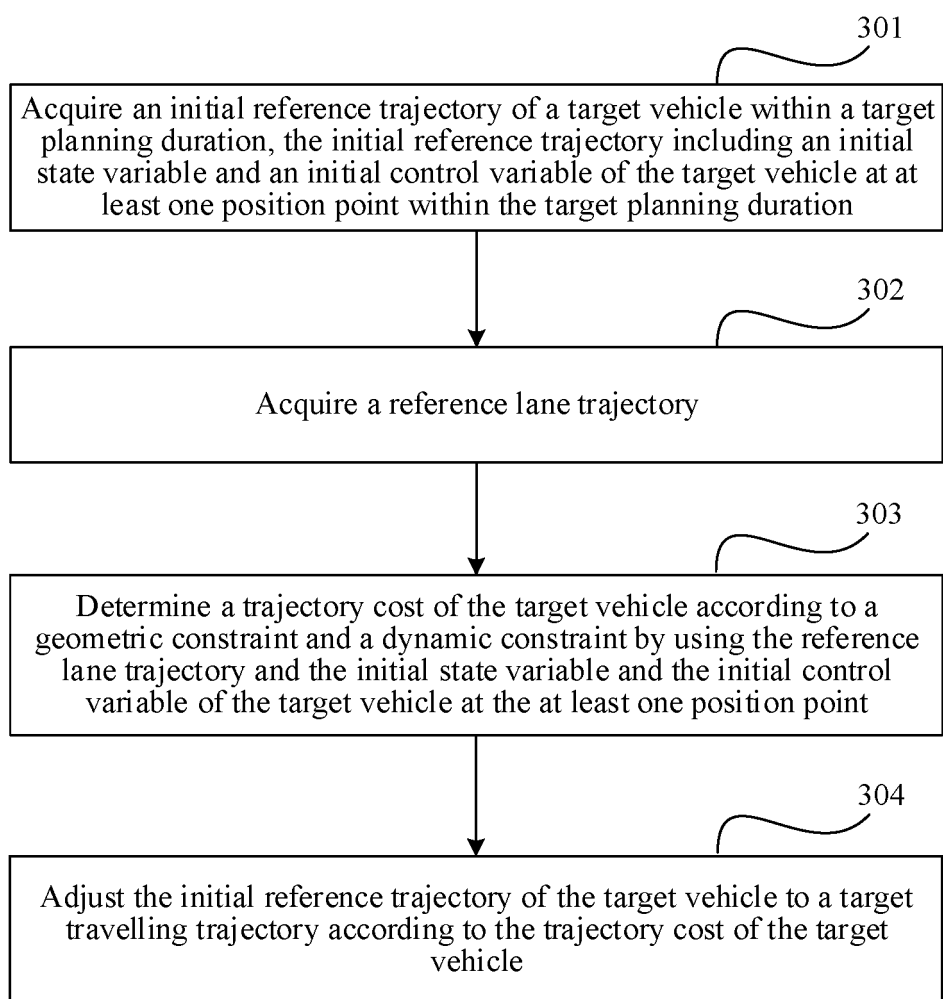 301
Acquire an initial reference trajectory of a target vehicle within a target
planning duration, the initial reference trajectory including an initial
state variable and an initial control variable of the target vehicle at at
least one position point within the target planning duration
302
Acquire a reference lane trajectory
303
Determine a trajectory cost of the target vehicle according to a
geometric constraint and a dynamic constraint by using the reference
lane trajectory and the initial state variable and the initial control
variable of the target vehicle at the at least one position point
304
Adjust the initial reference trajectory of the target vehicle to a target
travelling trajectory according to the trajectory cost of the target
vehicle